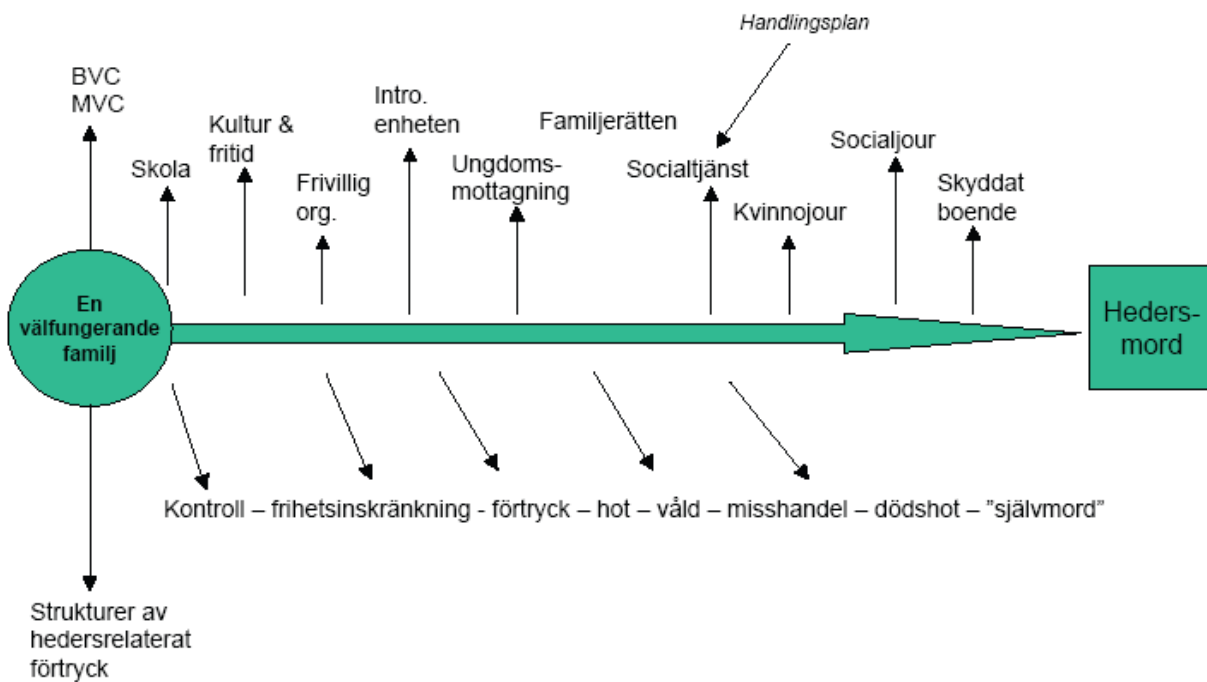 Handlingsplan
BVC
MVC
Skola
Kultur &
fritid
Frivillig
org.
Intro.
enheten
Ungdoms-
mottagning
Familjerätten
Socialtjänst
Kvinnojour
Socialjour
Skyddat
boende
En
välfungerande
familj
Heders-
mord
Kontroll – frihetsinskränkning - förtryck – hot – våld – misshandel – dödshot – ”självmord”
Strukturer av
hedersrelaterat
förtryck